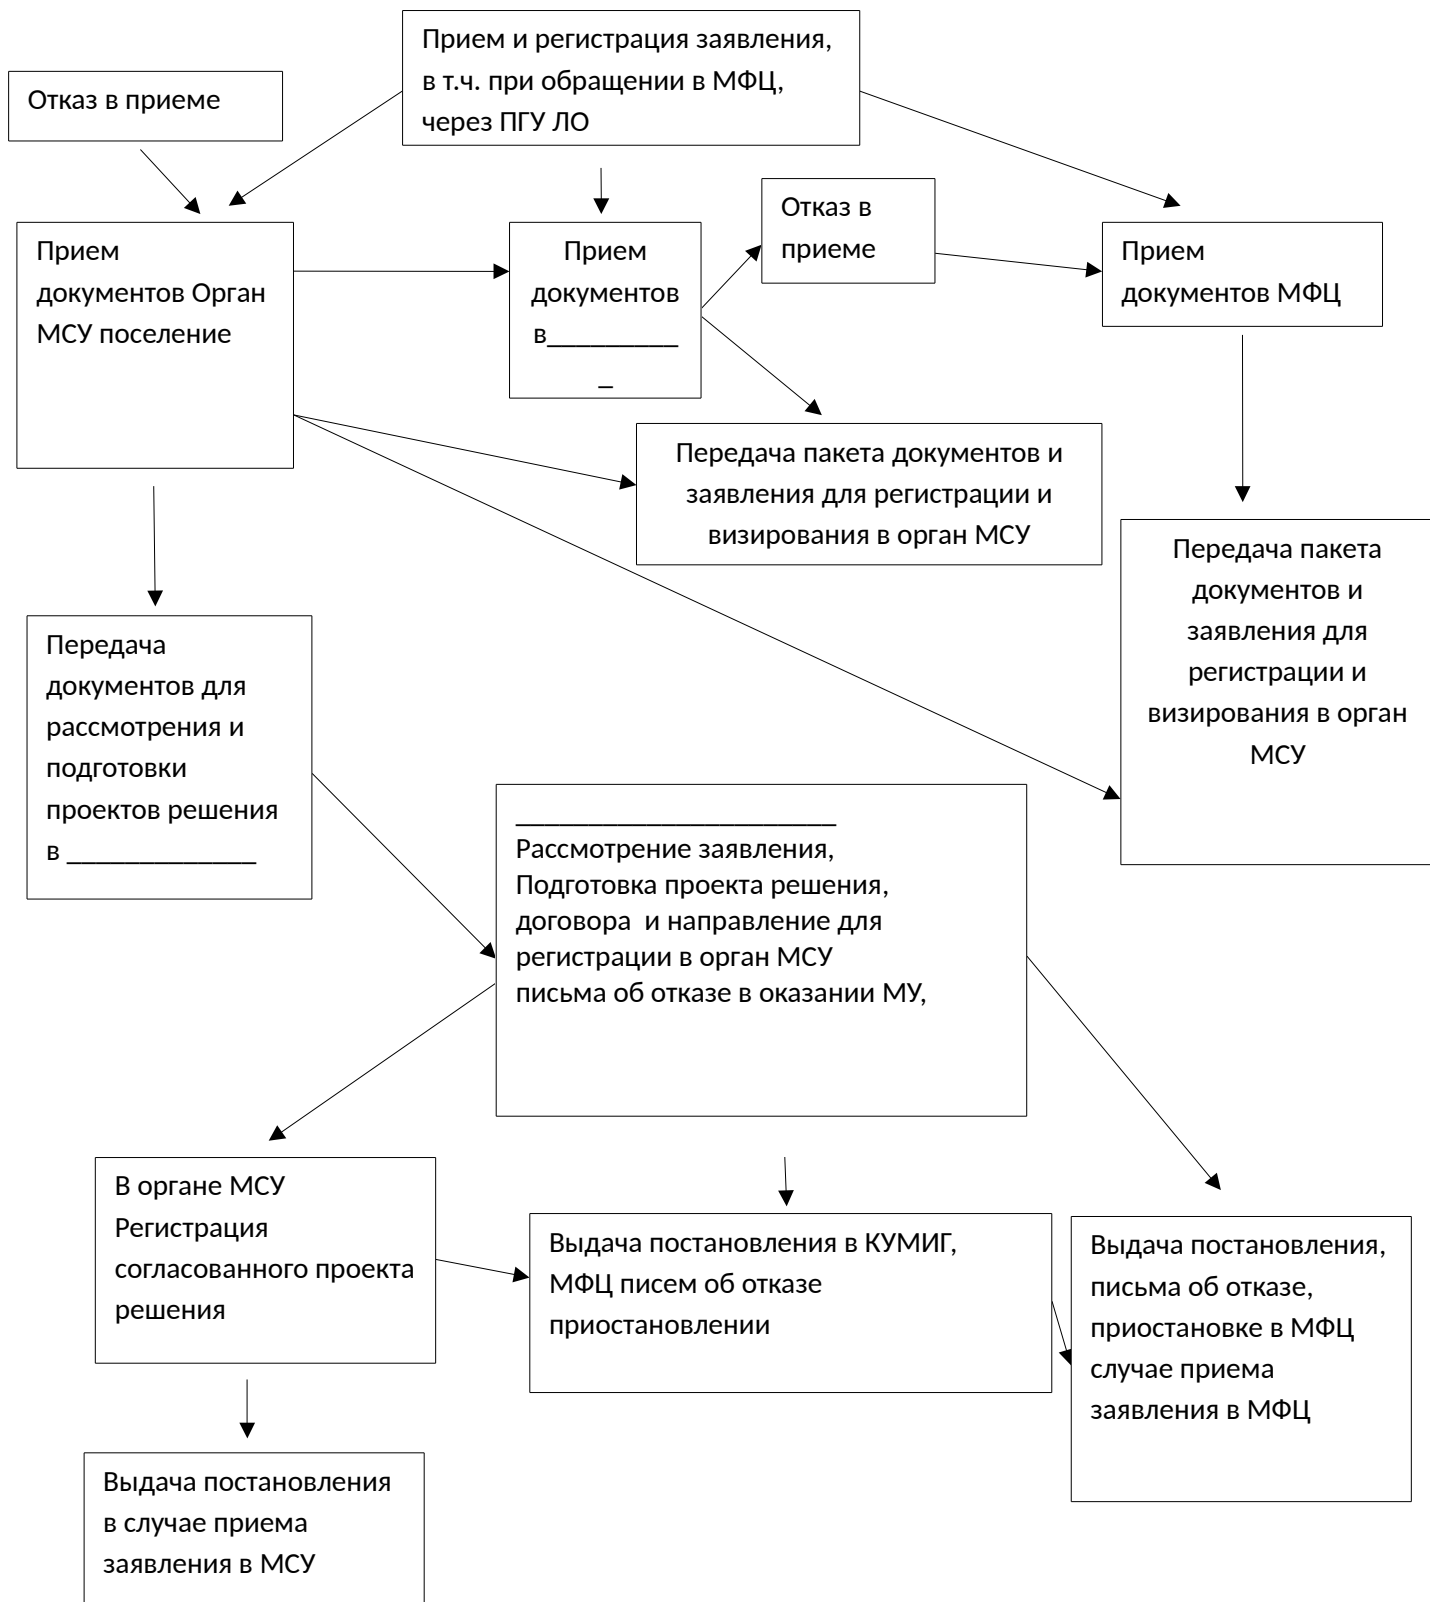 Прием и регистрация заявления,
в т.ч. при обращении в МФЦ,
через ПГУ ЛО
Отказ в приеме
Отказ в
приеме
Прием
документов Орган
МСУ поселение
Прием
документов
в_________
_
Прием
документов МФЦ
Передача пакета документов и
заявления для регистрации и
визирования в орган МСУ
Передача пакета
документов и
заявления для
регистрации и
визирования в орган
МСУ
Передача
документов для
рассмотрения и
подготовки
проектов решения
в _____________
______________________
Рассмотрение заявления,
Подготовка проекта решения,
договора  и направление для
регистрации в орган МСУ
письма об отказе в оказании МУ,
В органе МСУ
Регистрация
согласованного проекта
решения
Выдача постановления в КУМИГ,
МФЦ писем об отказе
приостановлении
Выдача постановления,
письма об отказе,
приостановке в МФЦ
случае приема
заявления в МФЦ
Выдача постановления
в случае приема
заявления в МСУ